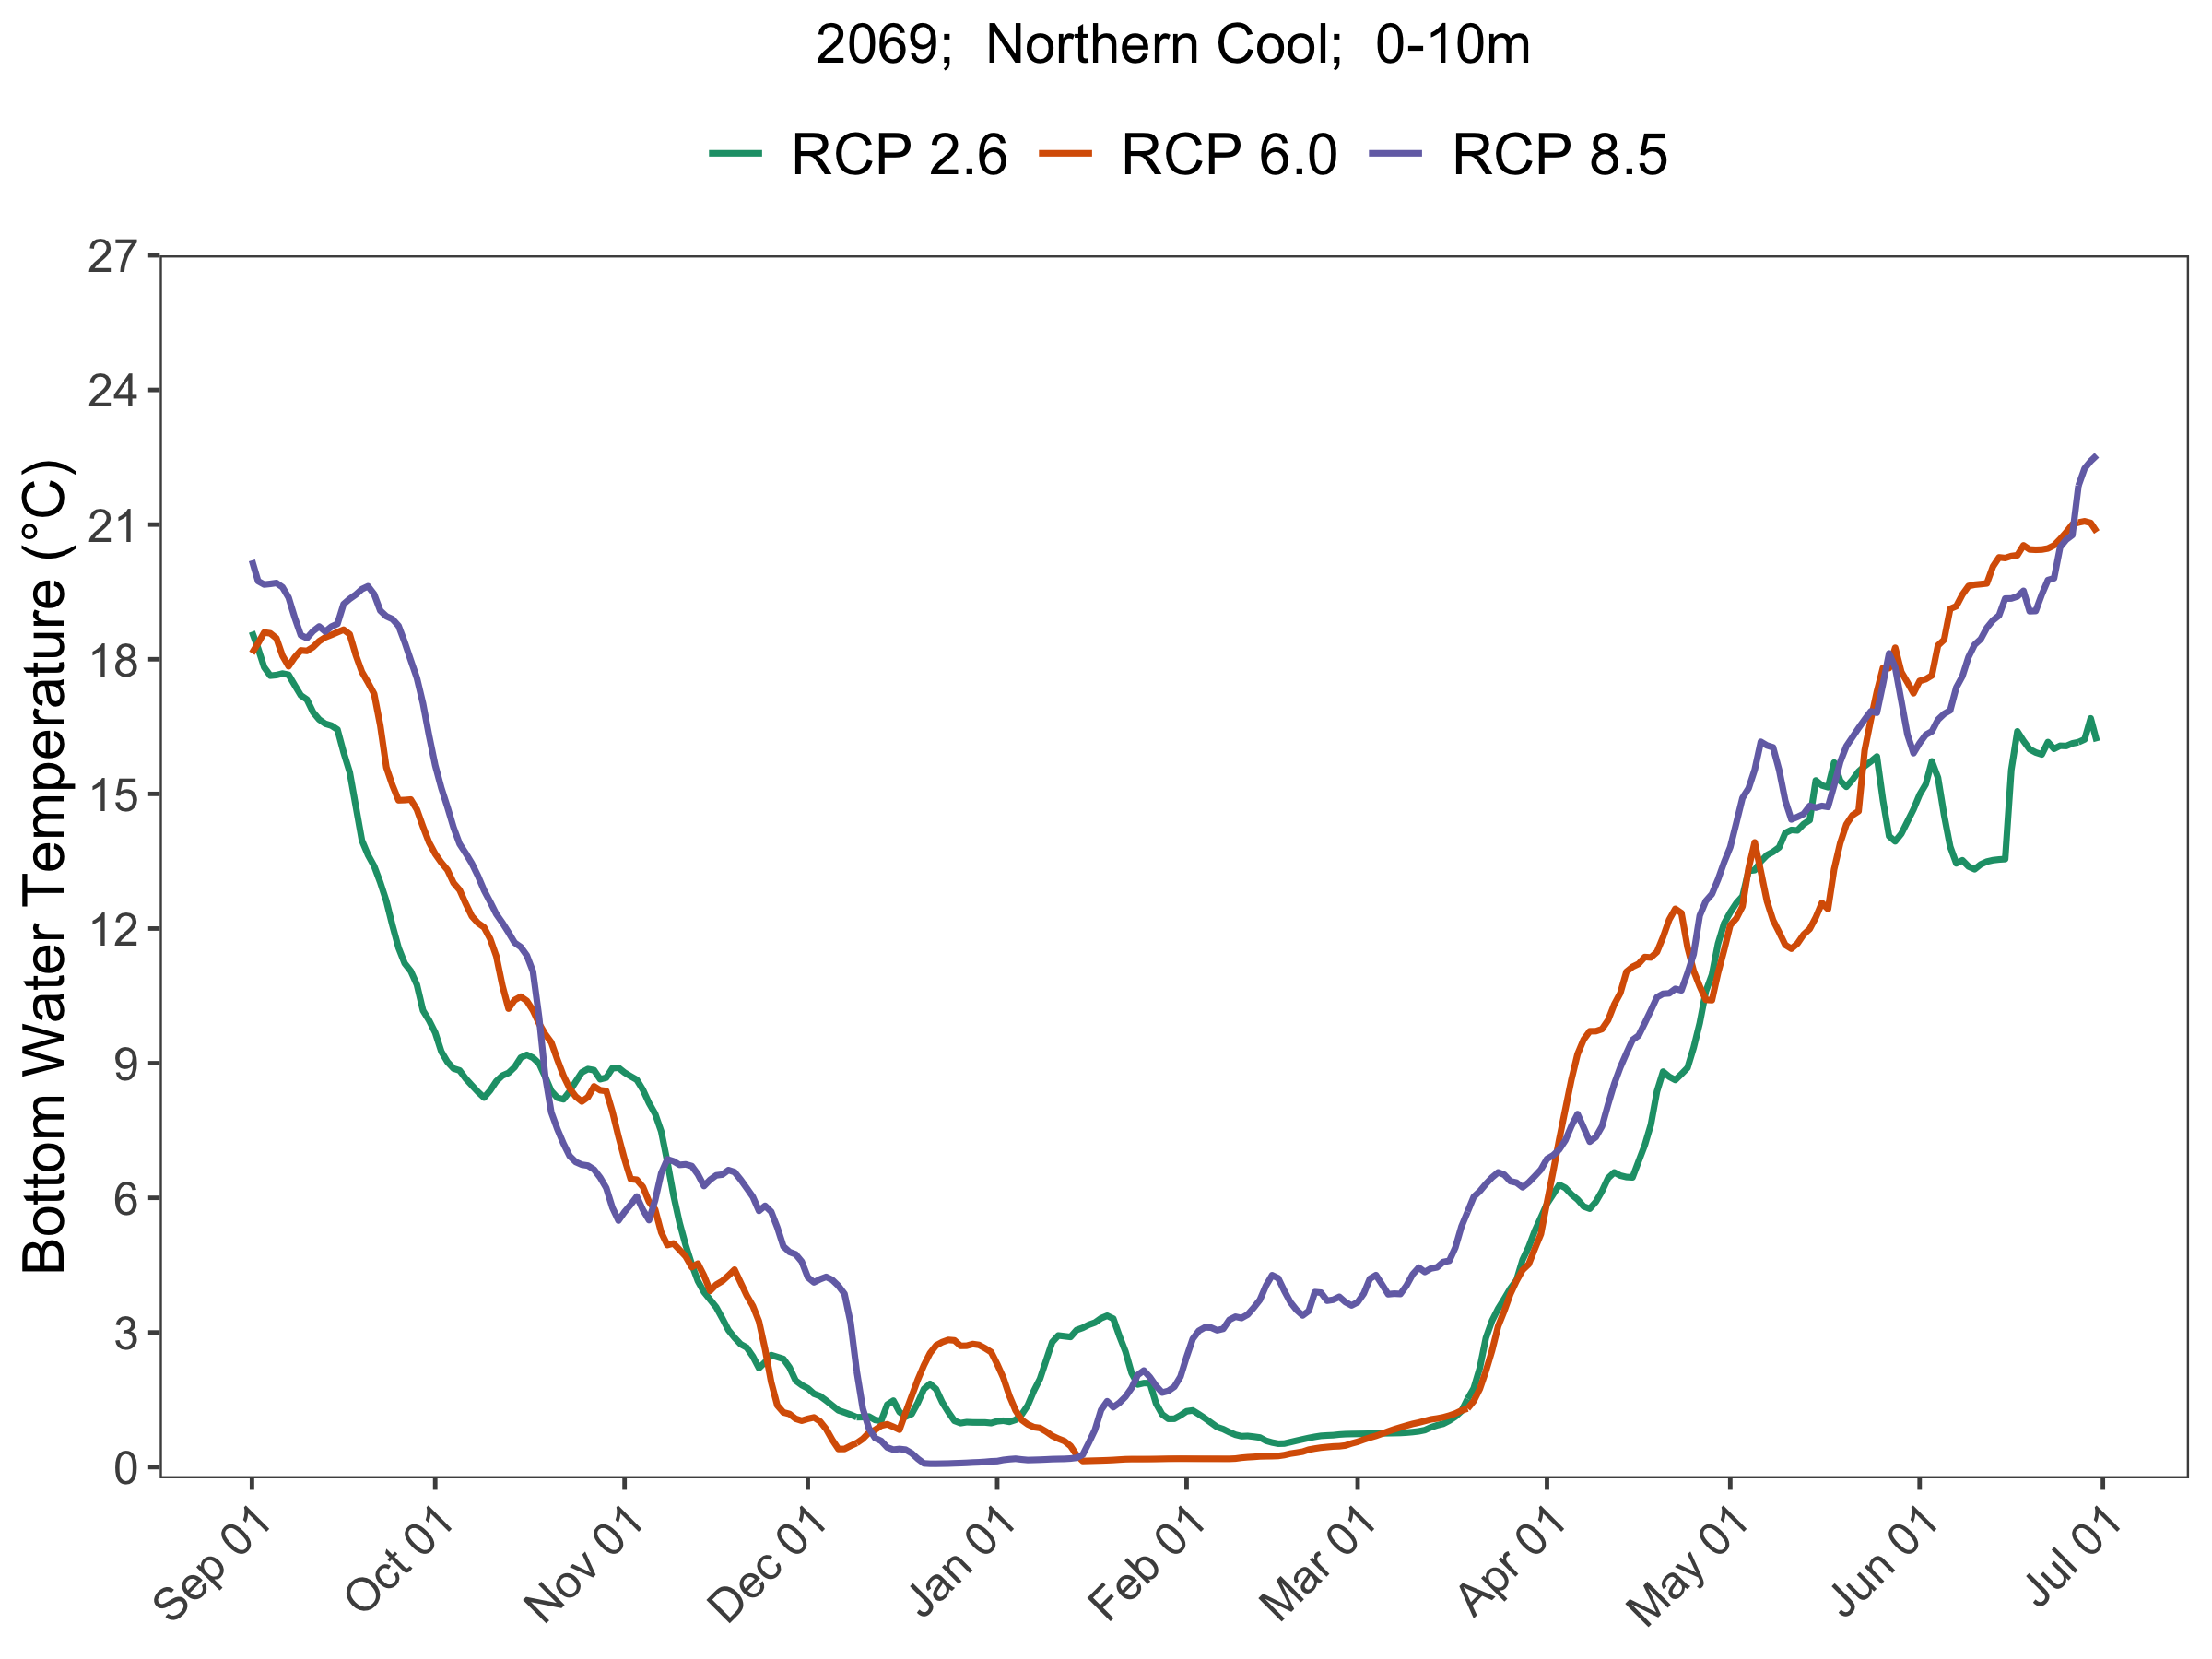 2069;  Northern Cool;  0-10m
RCP 2.6 RCP 6.0 RCP 8.5
Bottom Water Temperature (°C)
27
24
21
18
15
12
9
6
3
0
Sep 01 Oct 01 Nov 01 Dec 01 Jan 01 Feb 01 Mar 01 Apr 01 May 01 Jun 01 Jul 01